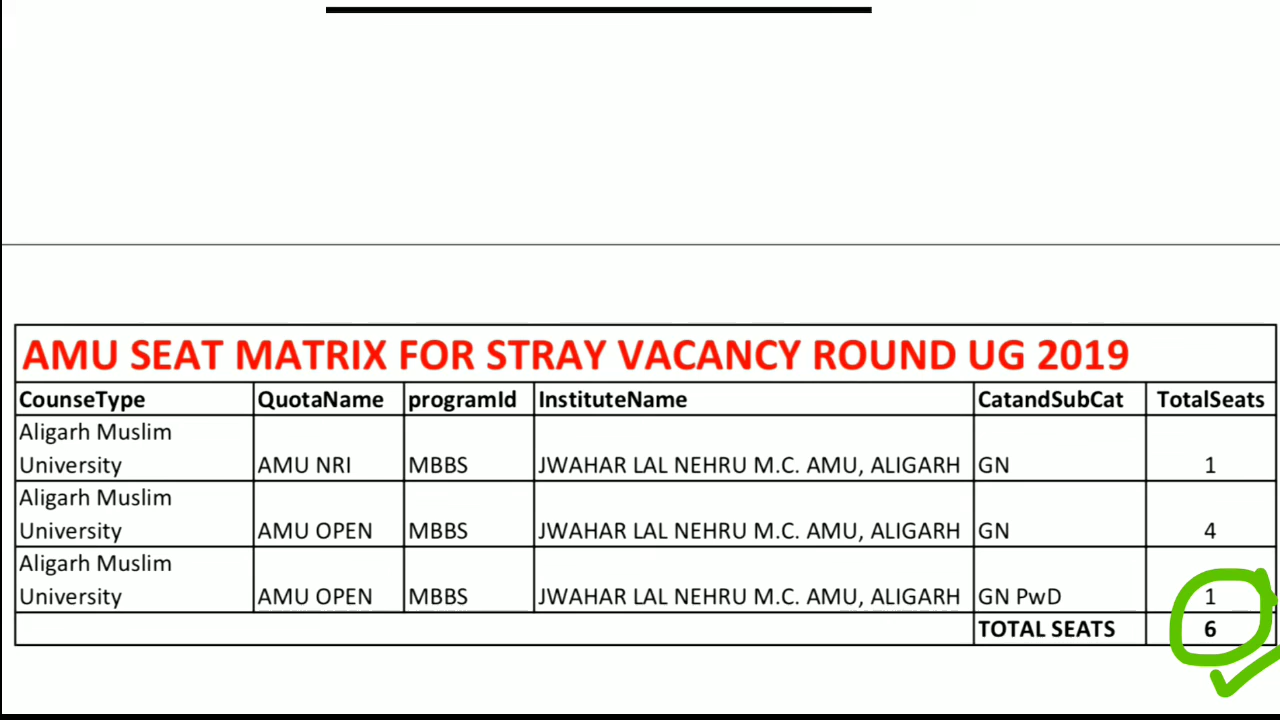 AMU SEAT MATRIX FOR STRAY VACANCY ROUND UG 2019
CounseType QuotaName programId InstituteName CatandSubCat TotalSeats
Aligarh Muslim
University AMU NRI MBBS JWAHAR LAL NEHRU M.C. AMU, ALIGARH GN 1
Aligarh Muslim
University AMU OPEN MBBS JWAHAR LAL NEHRU M.C. AMU, ALIGARH GN 4
Aligarh Muslim
University AMU OPEN MBBS JWAHAR LAL NEHRU M.C. AMU, ALIGARH GN PwD 1
TOTAL SEATS 6